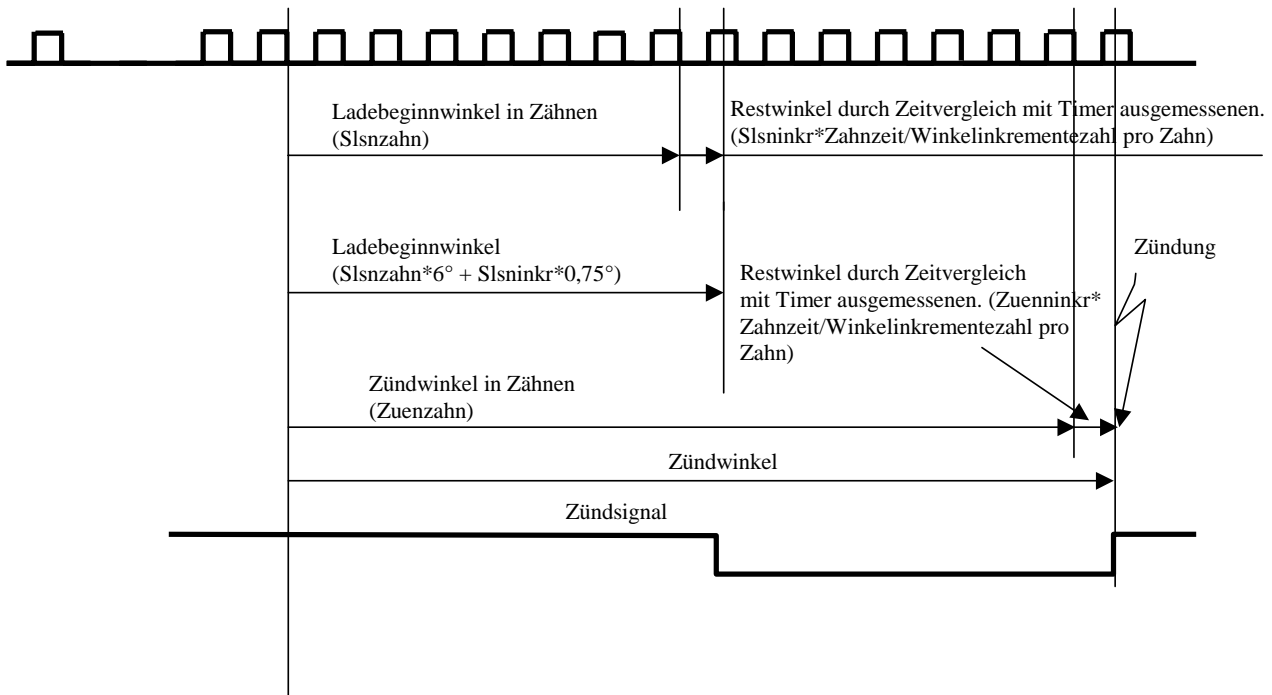 Ladebeginnwinkel in Zähnen
(Slsnzahn)
Restwinkel durch Zeitvergleich mit Timer ausgemessenen.
(Slsninkr*Zahnzeit/Winkelinkrementezahl pro Zahn)
Ladebeginnwinkel
(Slsnzahn*6° + Slsninkr*0,75°)
Restwinkel durch Zeitvergleich
mit Timer ausgemessenen. (Zuenninkr*
Zahnzeit/Winkelinkrementezahl pro
Zahn)
Zündung
Zündwinkel in Zähnen
(Zuenzahn)
Zündwinkel
Zündsignal